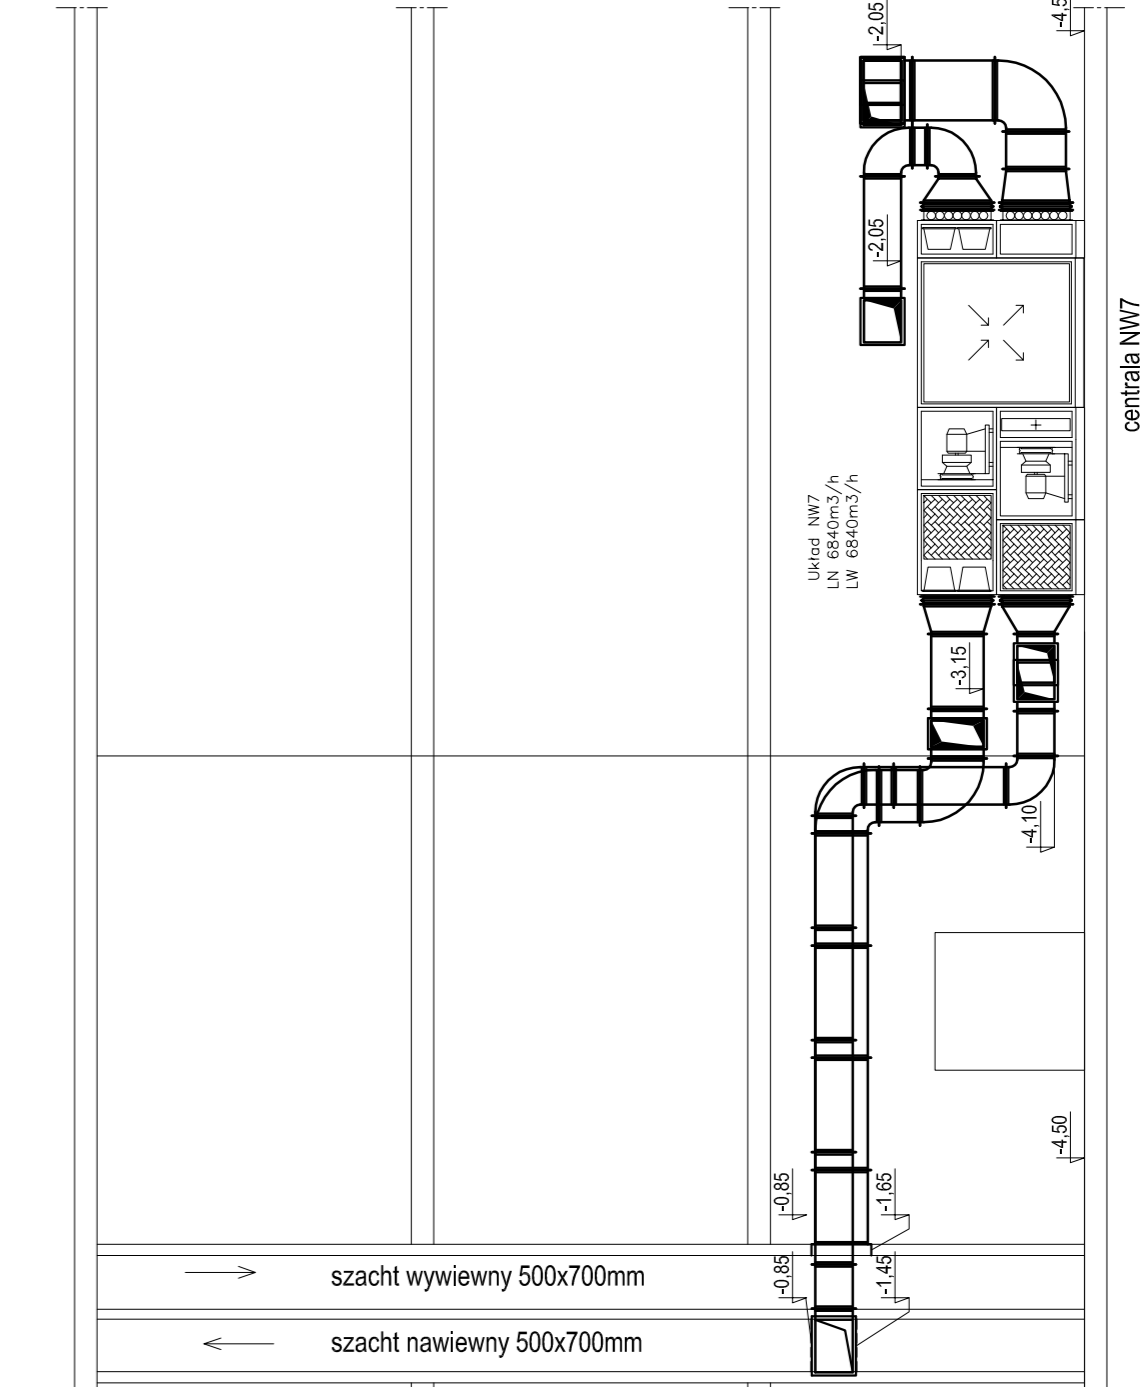 -2,05
-4,5
-2,05
centrala NW7
Układ NW7
LN 6840m3/h
LW 6840m3/h
-3,15
-4,10
-4,50
-0,85
-1,65
-0,85
-1,45
szacht wywiewny 500x700mm
szacht nawiewny 500x700mm